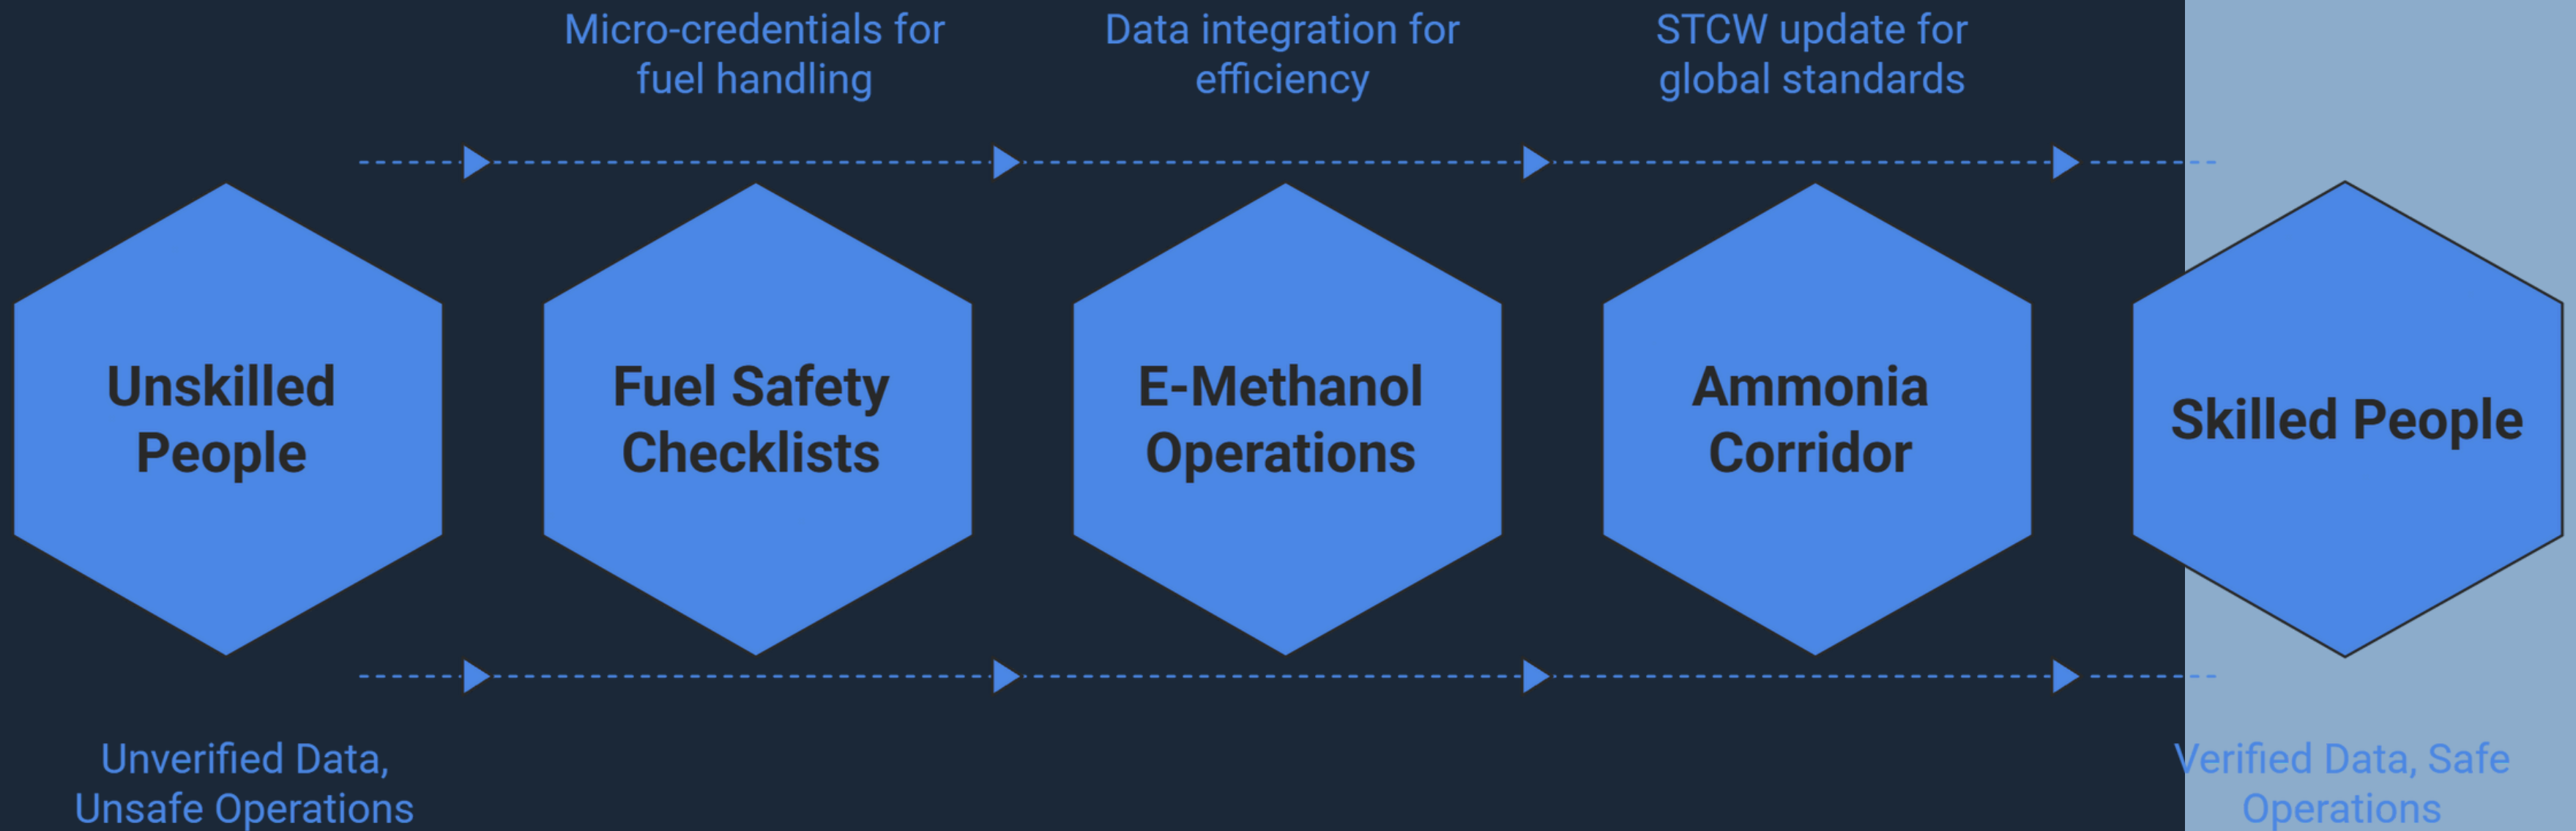 Micro-credentials for
fuel handling
Data integration for
efficiency
STCW update for
global standards
Unskilled
People
Fuel Safety
Checklists
E-Methanol
Operations
Ammonia
Corridor
Skilled People
Unverified Data,
Unsafe Operations
Verified Data, Safe
Operations